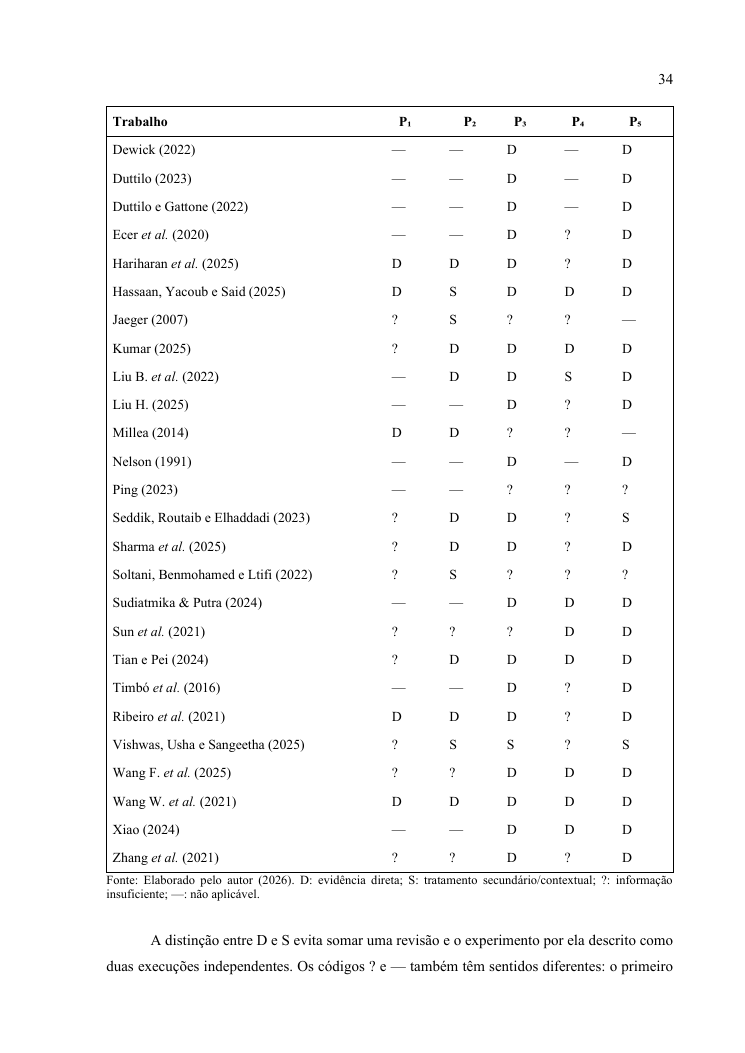 34
Trabalho P₁ P₂ P₃ P₄ P₅
Dewick (2022) — — D — D
Duttilo (2023) — — D — D
Duttilo e Gattone (2022) — — D — D
Ecer et al. (2020) — — D ? D
Hariharan et al. (2025) D D D ? D
Hassaan, Yacoub e Said (2025) D S D D D
Jaeger (2007) ? S ? ? —
Kumar (2025) ? D D D D
Liu B. et al. (2022) — D D S D
Liu H. (2025) — — D ? D
Millea (2014) D D ? ? —
Nelson (1991) — — D — D
Ping (2023) — — ? ? ?
Seddik, Routaib e Elhaddadi (2023) ? D D ? S
Sharma et al. (2025) ? D D ? D
Soltani, Benmohamed e Ltifi (2022) ? S ? ? ?
Sudiatmika & Putra (2024) — — D D D
Sun et al. (2021) ? ? ? D D
Tian e Pei (2024) ? D D D D
Timbó et al. (2016) — — D ? D
Ribeiro et al. (2021) D D D ? D
Vishwas, Usha e Sangeetha (2025) ? S S ? S
Wang F. et al. (2025) ? ? D D D
Wang W. et al. (2021) D D D D D
Xiao (2024) — — D D D
Zhang et al. (2021) ? ? D ? D
Fonte: Elaborado pelo autor (2026). D: evidência direta; S: tratamento secundário/contextual; ?: informação
insuficiente; —: não aplicável.
A distinção entre D e S evita somar uma revisão e o experimento por ela descrito como
duas execuções independentes. Os códigos ? e — também têm sentidos diferentes: o primeiro